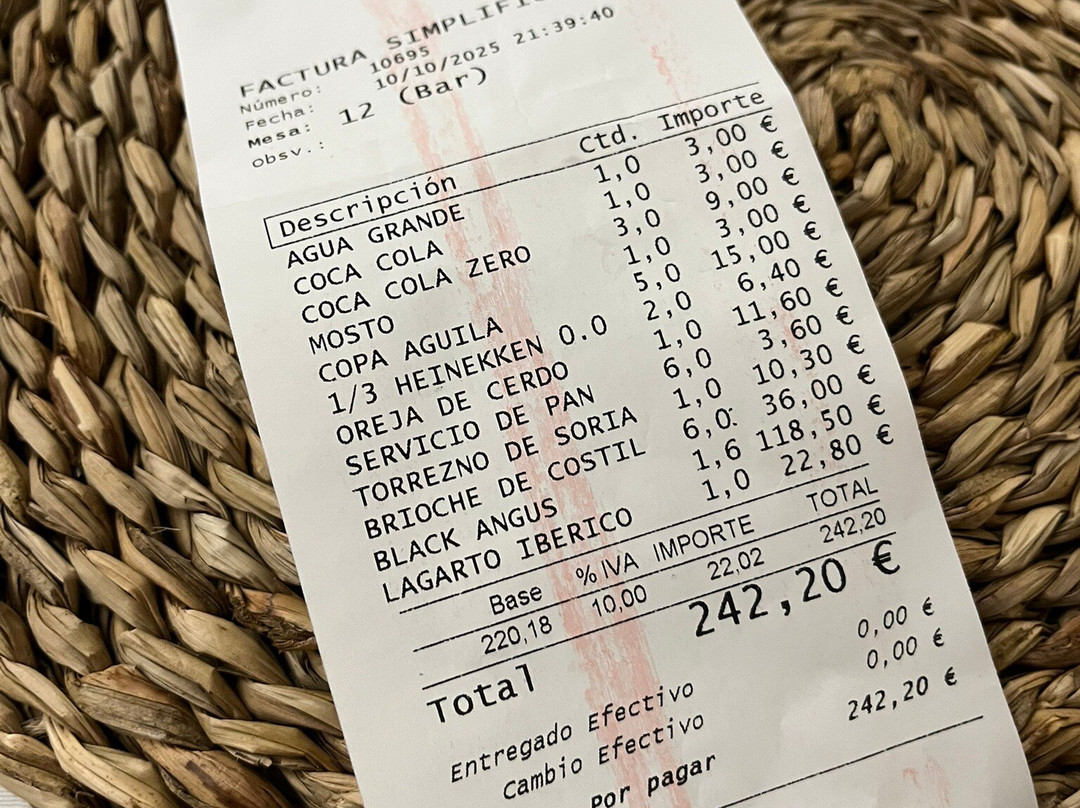 FACTURA SIMPLIFI
Número: 10695
Fecha: 10/10/2025 21:39:40
Mesa: 12 (Bar)
obsv.:
Descripción Ctd. Importe
AGUA GRANDE 1,0 3,00 €
COCA COLA 1,0 3,00 €
COCA COLA ZERO 3,0 9,00 €
MOSTO 1,0 3,00 €
COPA AGUILA 5,0 15,00 €
1/3 HEINEKKEN 0.0 2,0 6,40 €
OREJA DE CERDO 1,0 11,60 €
SERVICIO DE PAN 6,0 3,60 €
TORREZNO DE SORIA 1,0 10,30 €
BRIOCHE DE COSTIL 6,0 36,00 €
BLACK ANGUS 1,6 118,50 €
LAGARTO IBERICO 1,0 22,80 €
Base % IVA IMPORTE TOTAL
220,18 10,00 22,02 242,20
Total 242,20 €
Entregado Efectivo 0,00 €
Cambio Efectivo 0,00 €
Por pagar 242,20 €